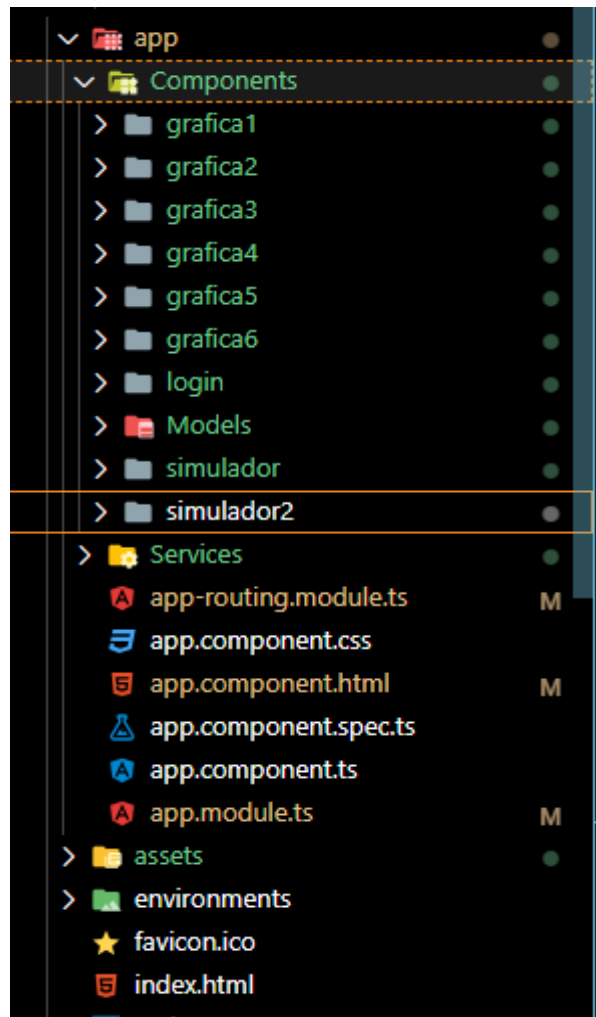 app
Components
grafica1
grafica2
grafica3
grafica4
grafica5
grafica6
login
Models
simulador
simulador2
Services
app-routing.module.ts M
app.component.css
app.component.html M
app.component.spec.ts
app.component.ts
app.module.ts M
assets
environments
favicon.ico
index.html